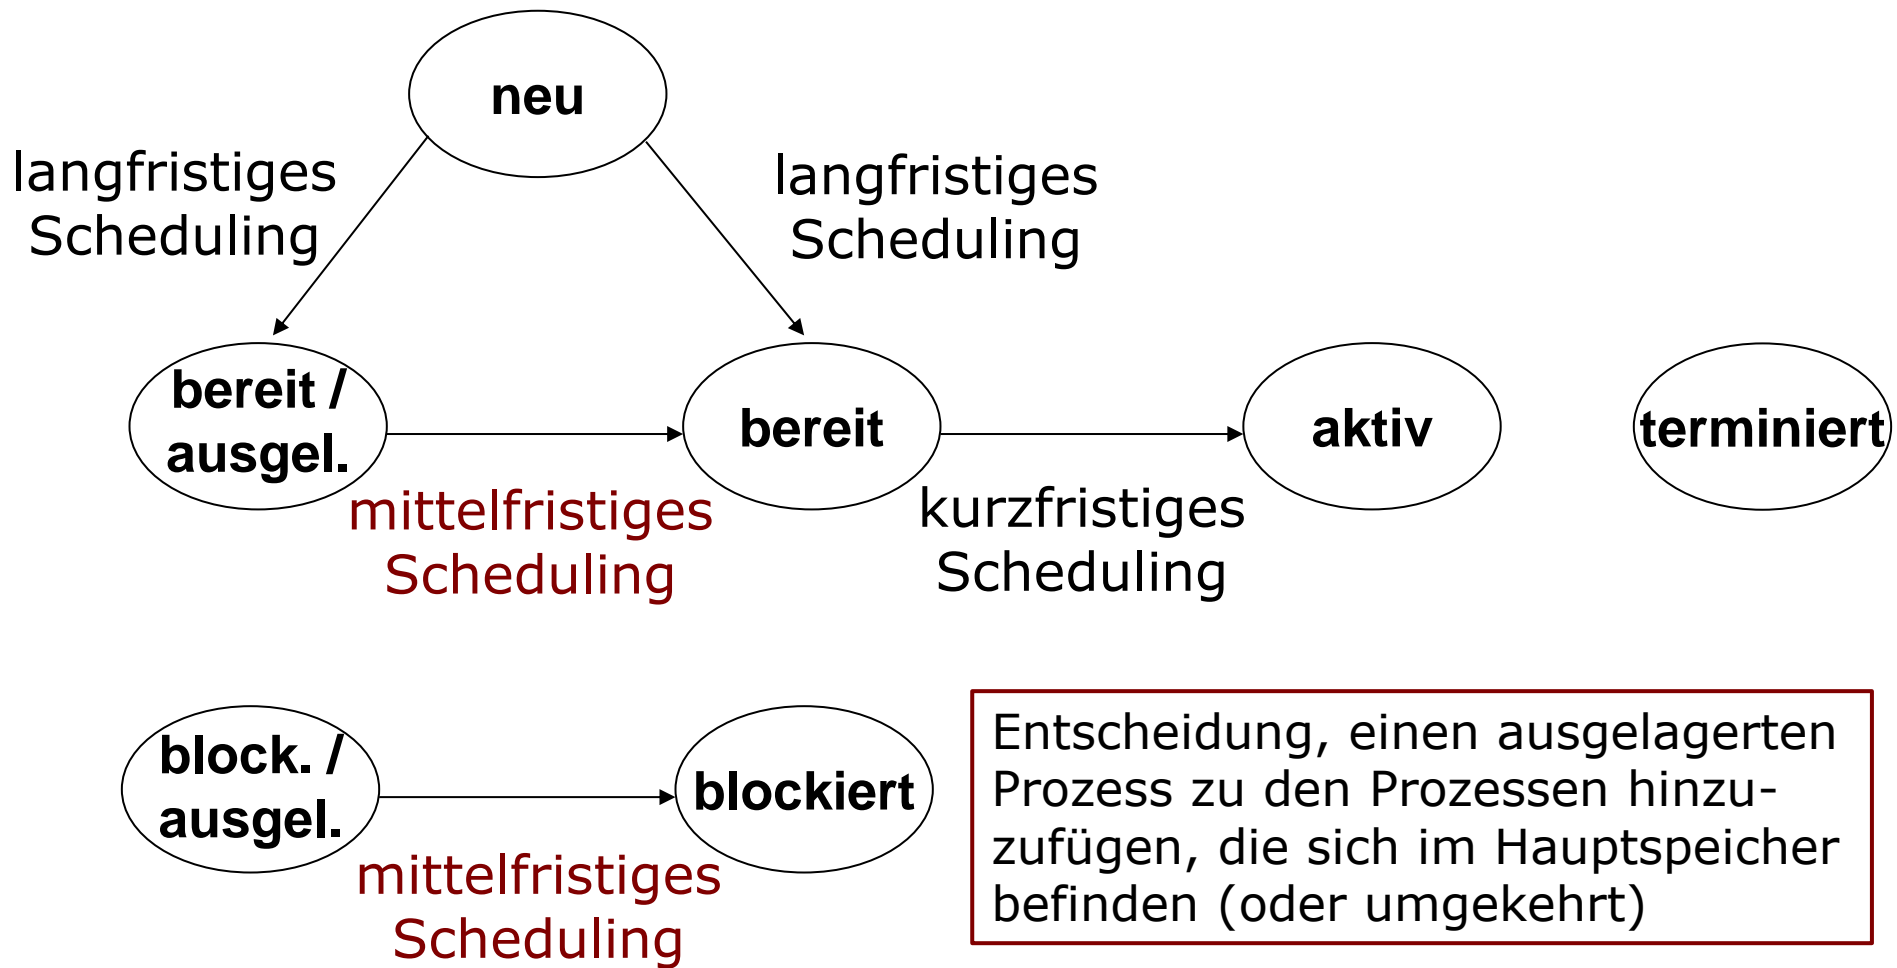 neu
langfristiges
Scheduling
langfristiges
Scheduling
bereit /
ausgel.
bereit
aktiv
terminiert
mittelfristiges
Scheduling
kurzfristiges
Scheduling
block. /
ausgel.
blockiert
mittelfristiges
Scheduling
Entscheidung, einen ausgelagerten
Prozess zu den Prozessen hinzu-
zufügen, die sich im Hauptspeicher
befinden (oder umgekehrt)